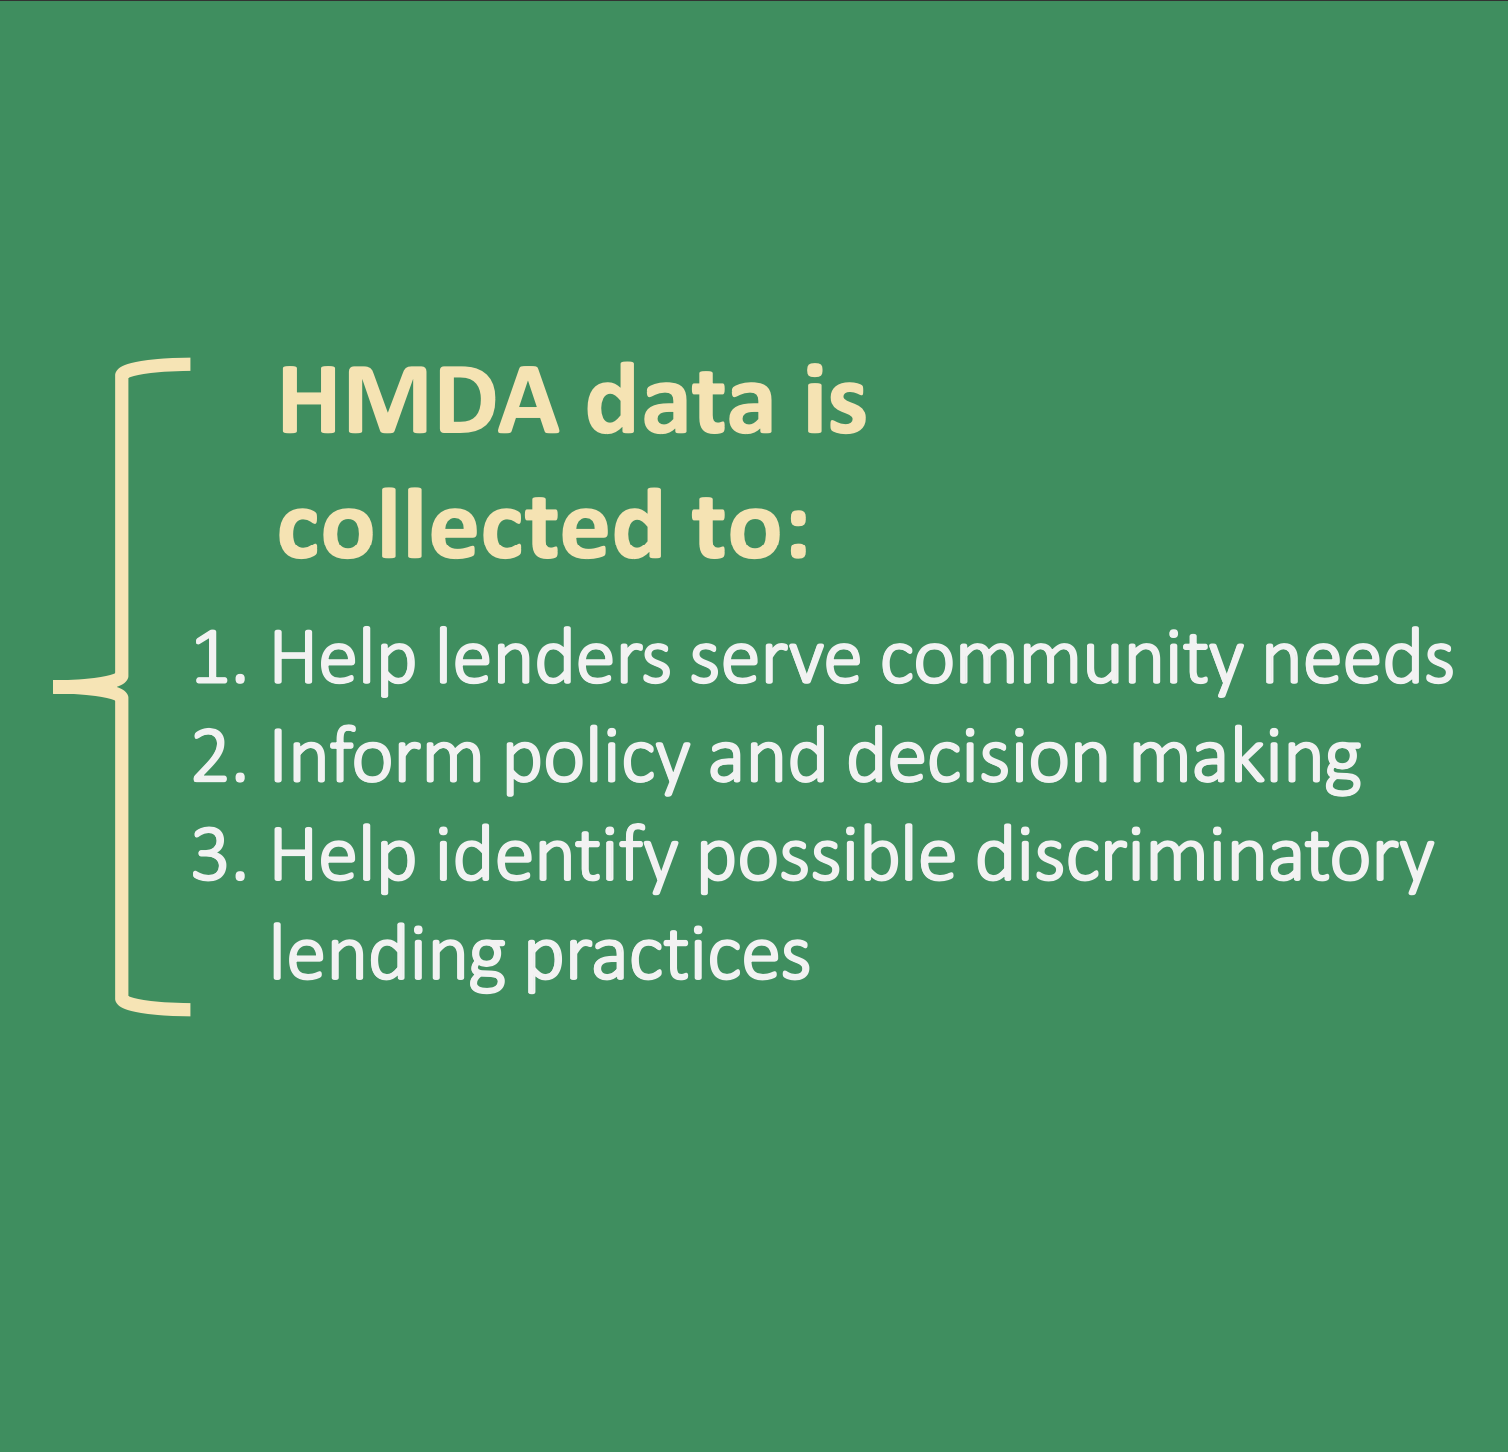 HMDA data is
collected to:
1. Help lenders serve community needs
2. Inform policy and decision making
3. Help identify possible discriminatory
lending practices